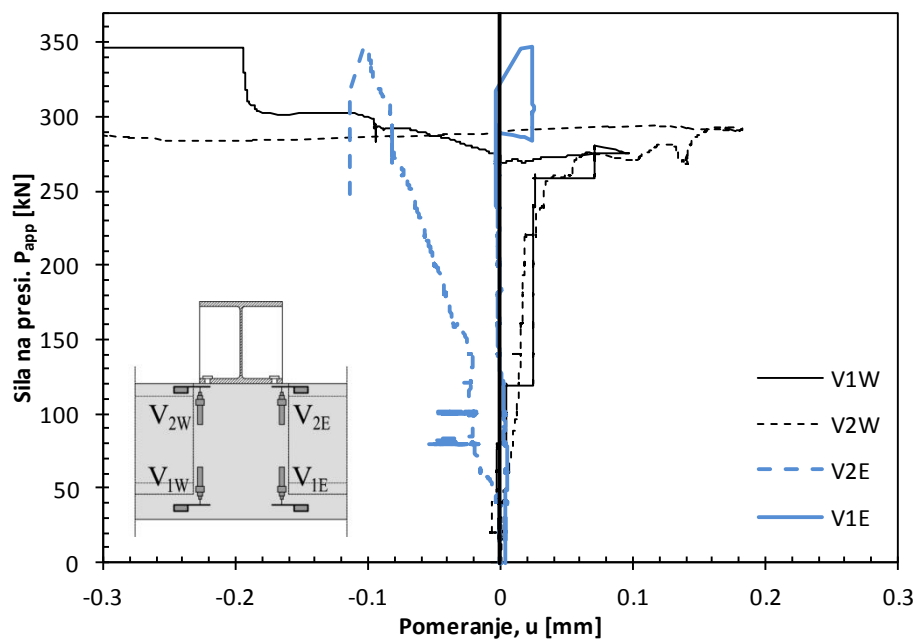 350
300
250
200
150
100
50
0
Sila na presi. Papp [kN]
-0.3
-0.2
-0.1
0
0.1
0.2
0.3
Pomeranje, u [mm]
V2W
V2E
V1W
V1E
V1W
V2W
V2E
V1E